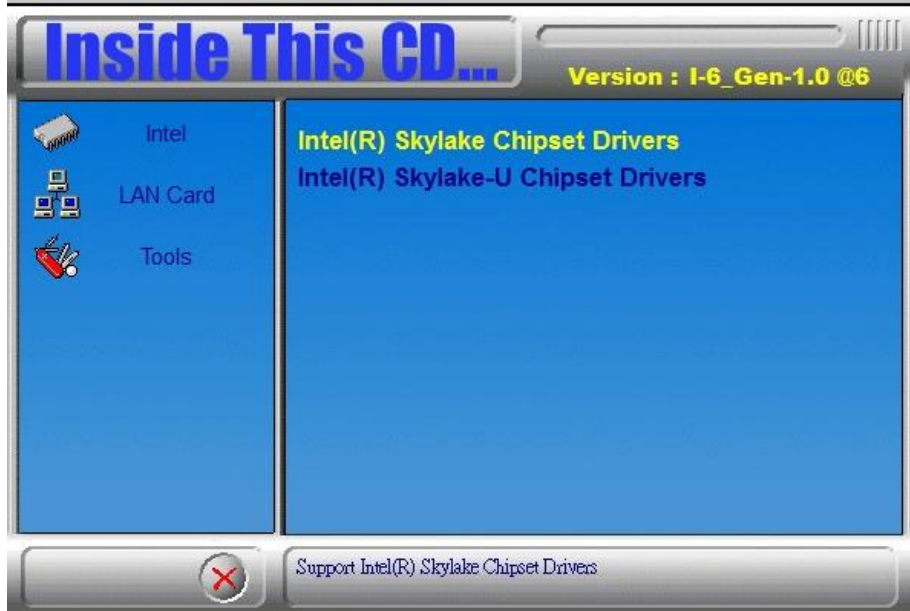 Inside This CD...
Version : I-6_Gen-1.0 @6
Intel
LAN Card
Tools
Intel(R) Skylake Chipset Drivers
Intel(R) Skylake-U Chipset Drivers
Support Intel(R) Skylake Chipset Drivers